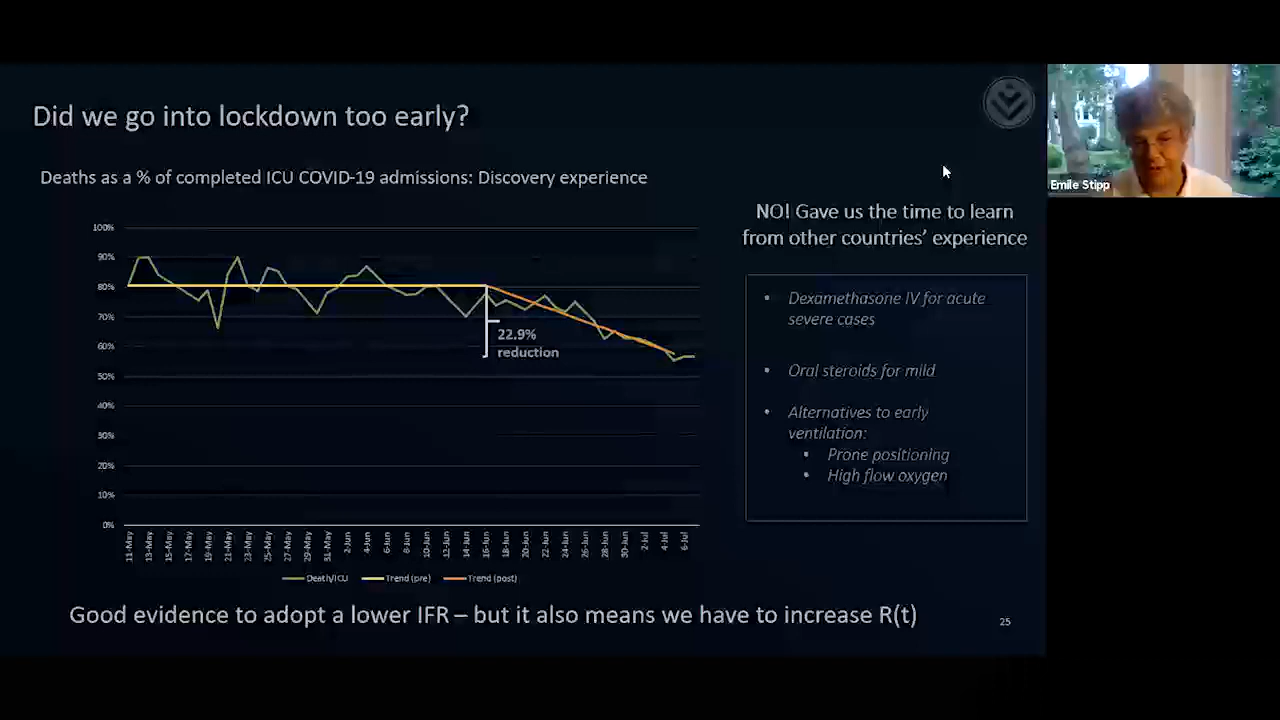 Did we go into lockdown too early?
Emile Stipp
Deaths as a % of completed ICU COVID-19 admissions: Discovery experience
100%
90%
80%
70%
60%
50%
40%
30%
20%
10%
0%
22.9%
reduction
11-May
13-May
15-May
17-May
19-May
21-May
23-May
25-May
27-May
29-May
31-May
2-Jun
4-Jun
6-Jun
8-Jun
10-Jun
12-Jun
14-Jun
16-Jun
18-Jun
20-Jun
22-Jun
24-Jun
26-Jun
28-Jun
30-Jun
2-Jul
4-Jul
6-Jul
Death/ICU Trend (pre) Trend (post)
NO! Gave us the time to learn
from other countries' experience
• Dexamethasone IV for acute
severe cases
• Oral steroids for mild
• Alternatives to early
ventilation:
• Prone positioning
• High flow oxygen
Good evidence to adopt a lower IFR – but it also means we have to increase R(t)
25